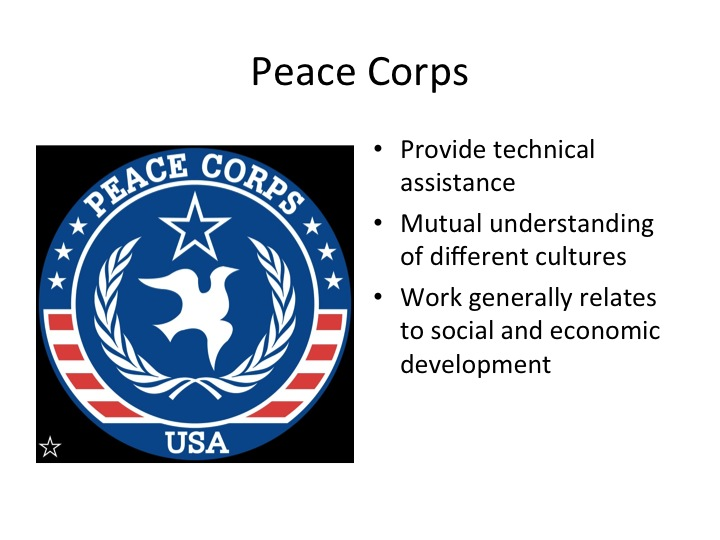 Peace Corps
PEACE CORPS
USA
• Provide technical
assistance
• Mutual understanding
of different cultures
• Work generally relates
to social and economic
development